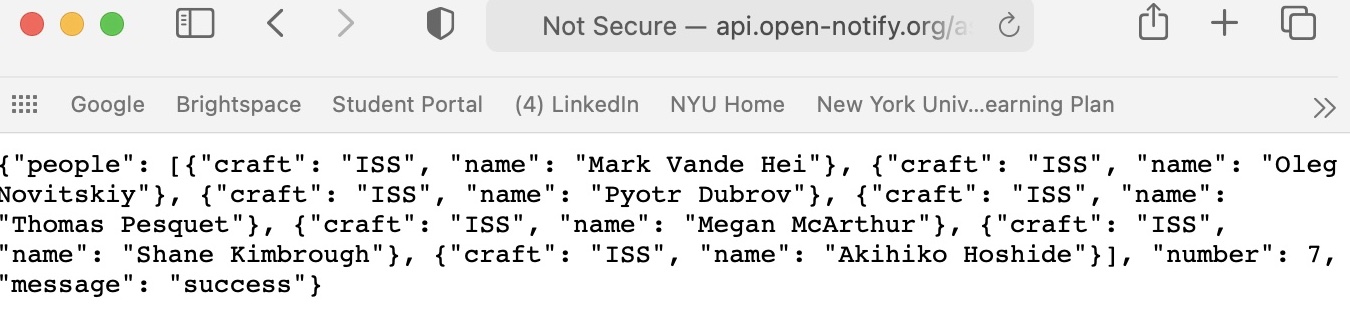 Not Secure — api.open-notify.org/as
Google Brightspace Student Portal (4) LinkedIn NYU Home New York Univ...earning Plan
{"people": [{"craft": "ISS", "name": "Mark Vande Hei"}, {"craft": "ISS", "name": "Oleg
Novitskiy"}, {"craft": "ISS", "name": "Pyotr Dubrov"}, {"craft": "ISS", "name":
"Thomas Pesquet"}, {"craft": "ISS", "name": "Megan McArthur"}, {"craft": "ISS",
"name": "Shane Kimbrough"}, {"craft": "ISS", "name": "Akihiko Hoshide"}], "number": 7,
"message": "success"}